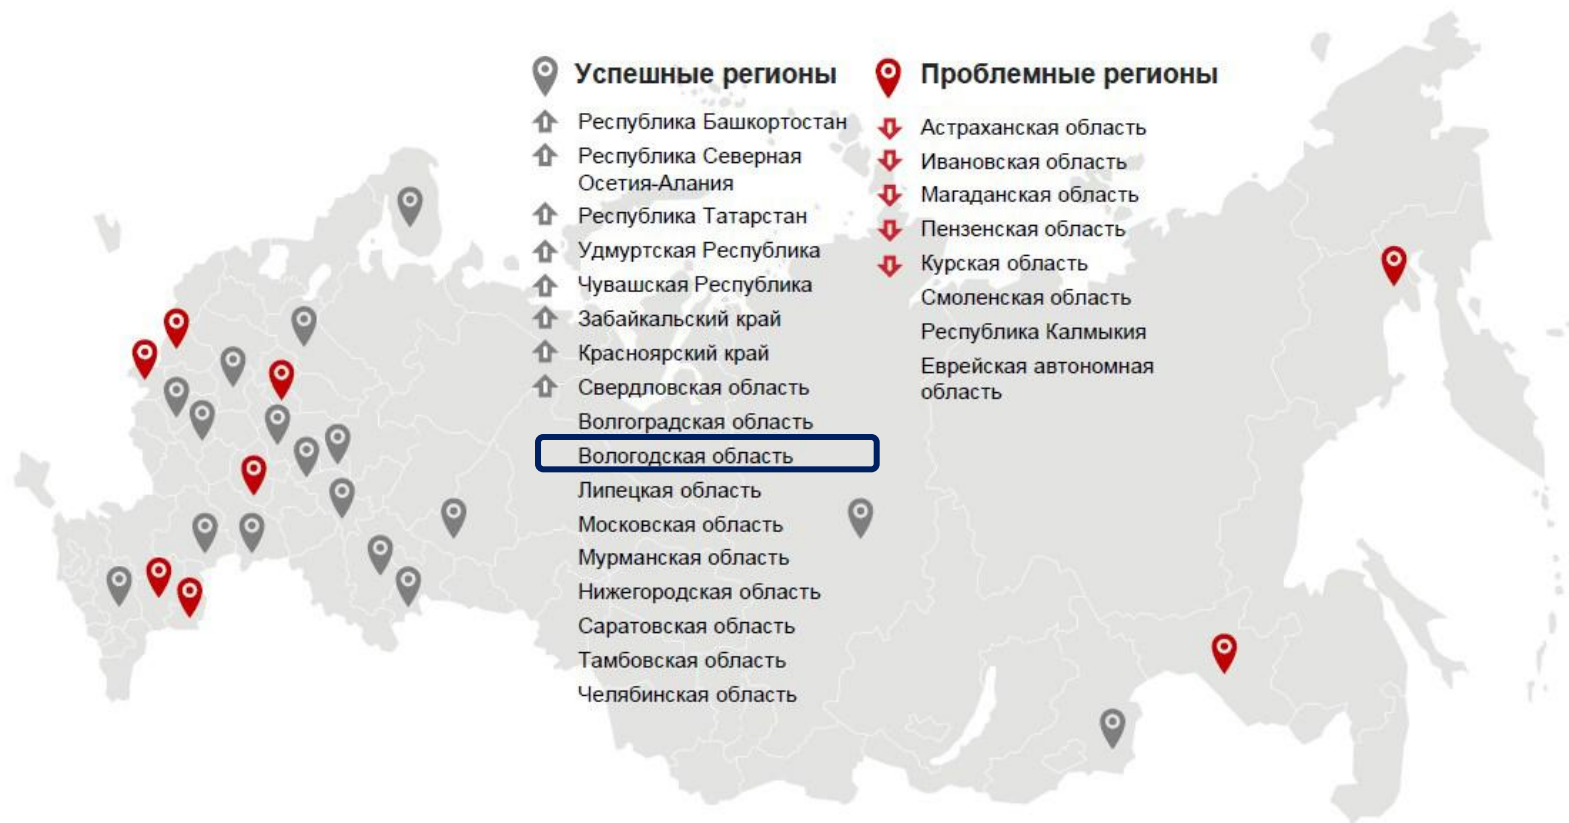 Успешные регионы
Республика Башкортостан
Республика Северная
Осетия-Алания
Республика Татарстан
Удмуртская Республика
Чувашская Республика
Забайкальский край
Красноярский край
Свердловская область
Волгоградская область
Вологодская область
Липецкая область
Московская область
Мурманская область
Нижегородская область
Саратовская область
Тамбовская область
Челябинская область
Проблемные регионы
Астраханская область
Ивановская область
Магаданская область
Пензенская область
Курская область
Смоленская область
Республика Калмыкия
Еврейская автономная
область